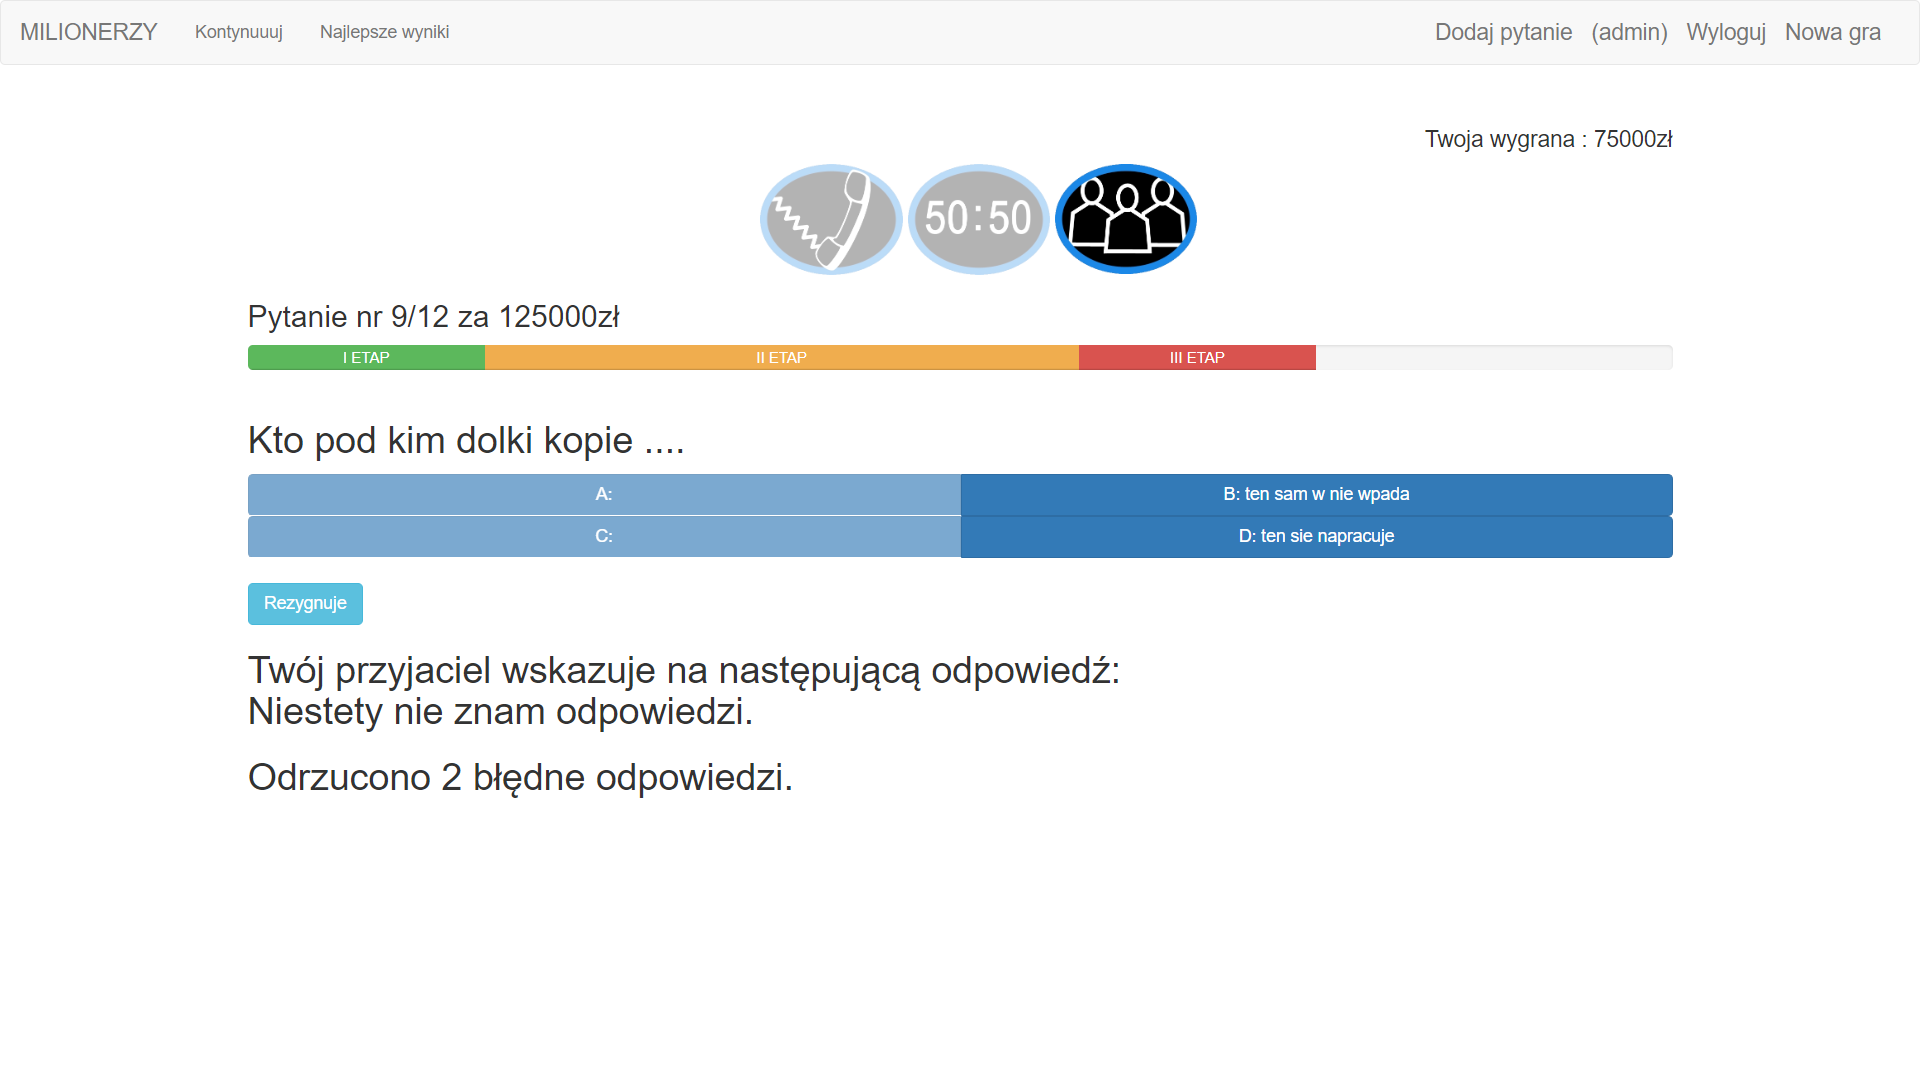 MILIONERZY Kontynuuuj Najlepsze wyniki Dodaj pytanie (admin) Wyloguj Nowa gra
Twoja wygrana : 75000zł
50:50
Pytanie nr 9/12 za 125000zł
I ETAP II ETAP III ETAP
Kto pod kim dolki kopie ....
A: B: ten sam w nie wpada
C: D: ten sie napracuje
Rezygnuje
Twój przyjaciel wskazuje na następującą odpowiedź:
Niestety nie znam odpowiedzi.
Odrzucono 2 błędne odpowiedzi.